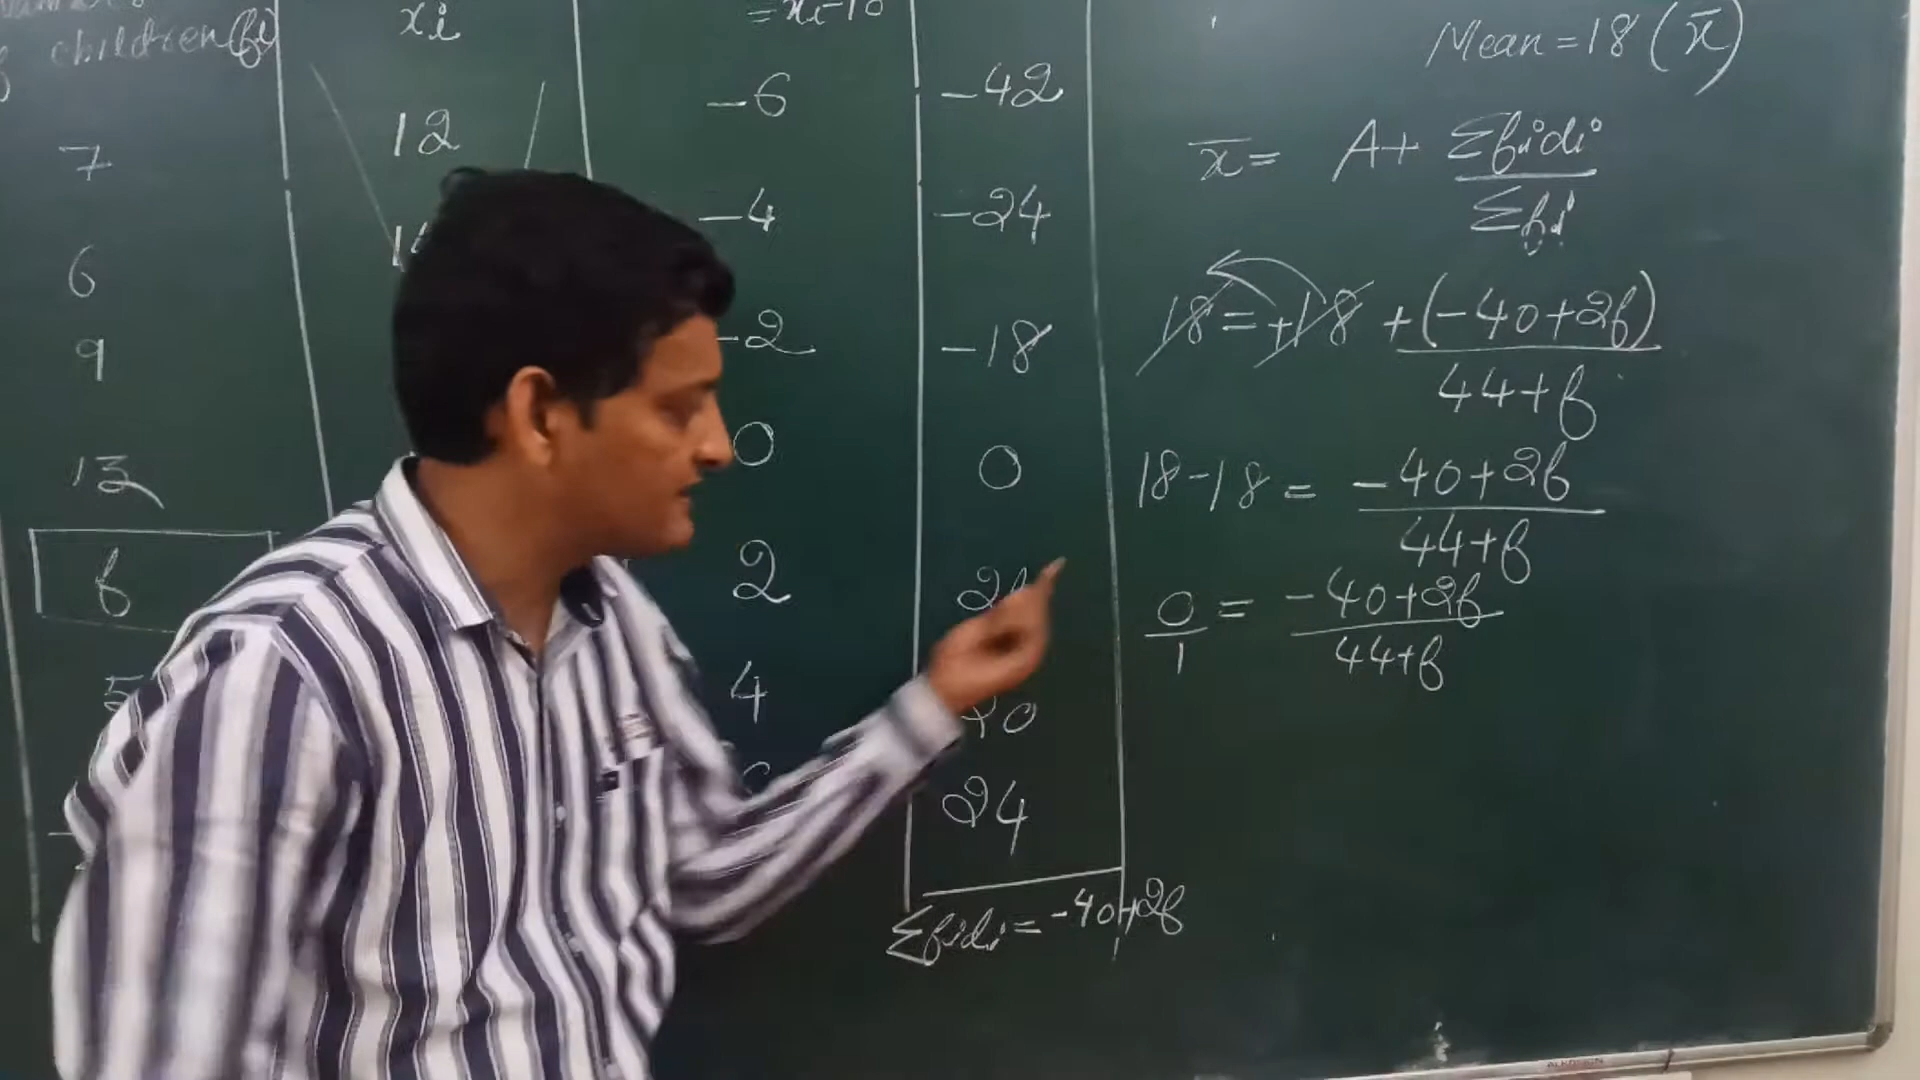 children (fi)
xi
= xi - 18
7
12
-6
-42
6
-4
-24
9
-2
-18
13
0
0
f
2
2f
5
4
20
24
Σfidi = -40+2f
Mean = 18 (x̄)
x̄ = A + Σfidi
Σfi
18 = +18 + (-40+2f)
44+f
18-18 = -40+2f
44+f
0 = -40+2f
1 44+f